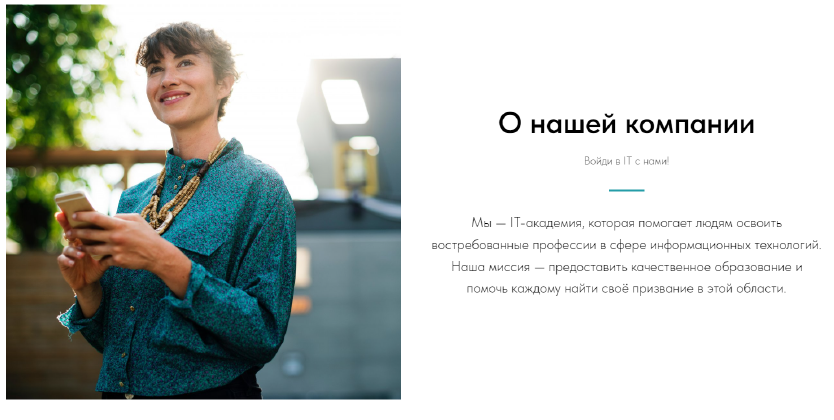 О нашей компании
Войди в IT с нами!
Мы — IT-академия, которая помогает людям освоить
востребованные профессии в сфере информационных технологий.
Наша миссия — предоставить качественное образование и
помочь каждому найти своё призвание в этой области.